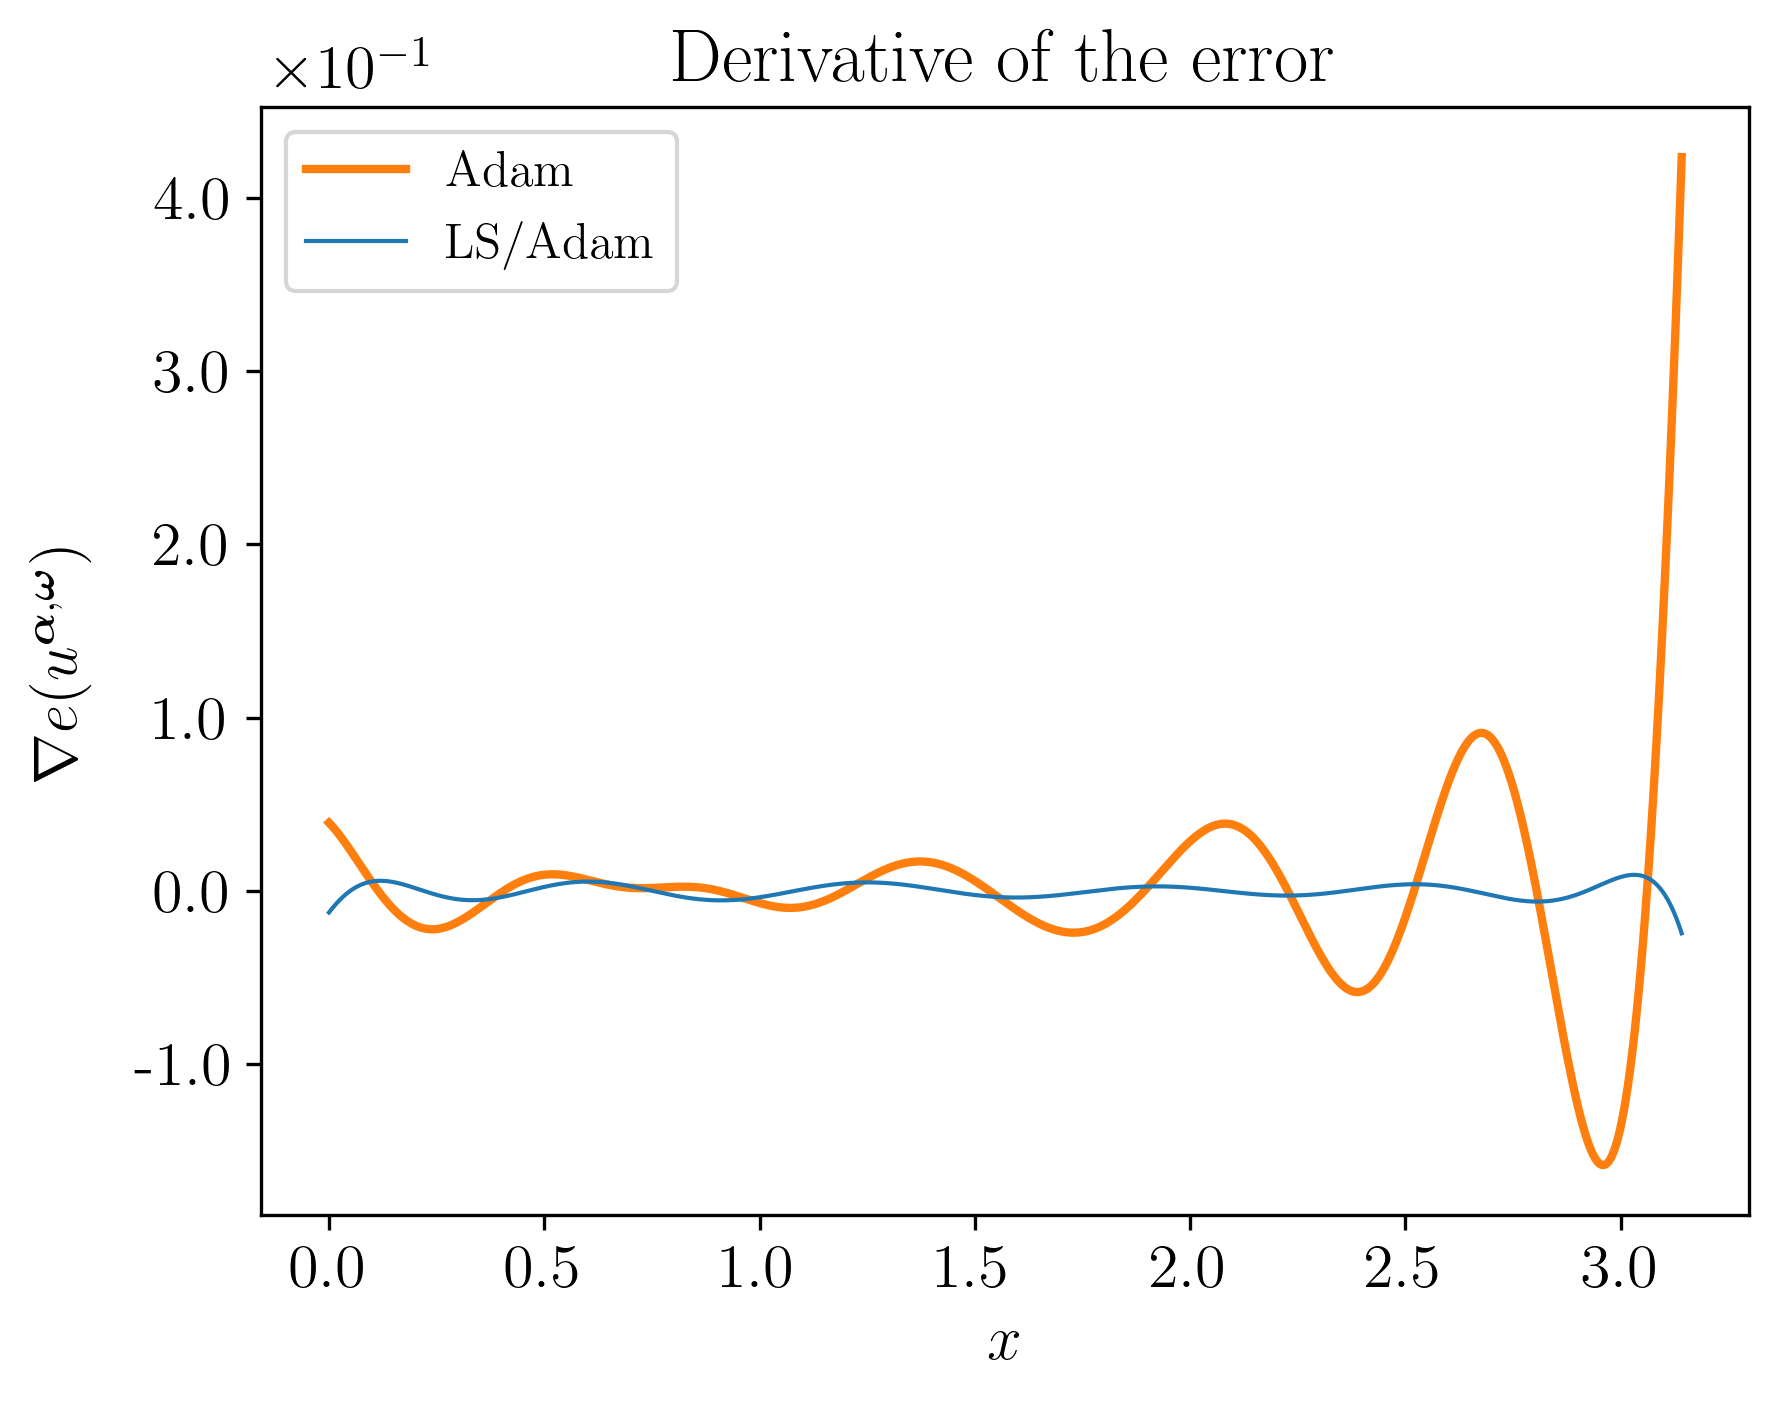 Derivative of the error
×10⁻¹
Adam
LS/Adam
4.0
3.0
2.0
1.0
0.0
-1.0
∇e(u^{α,ω})
0.0 0.5 1.0 1.5 2.0 2.5 3.0
x